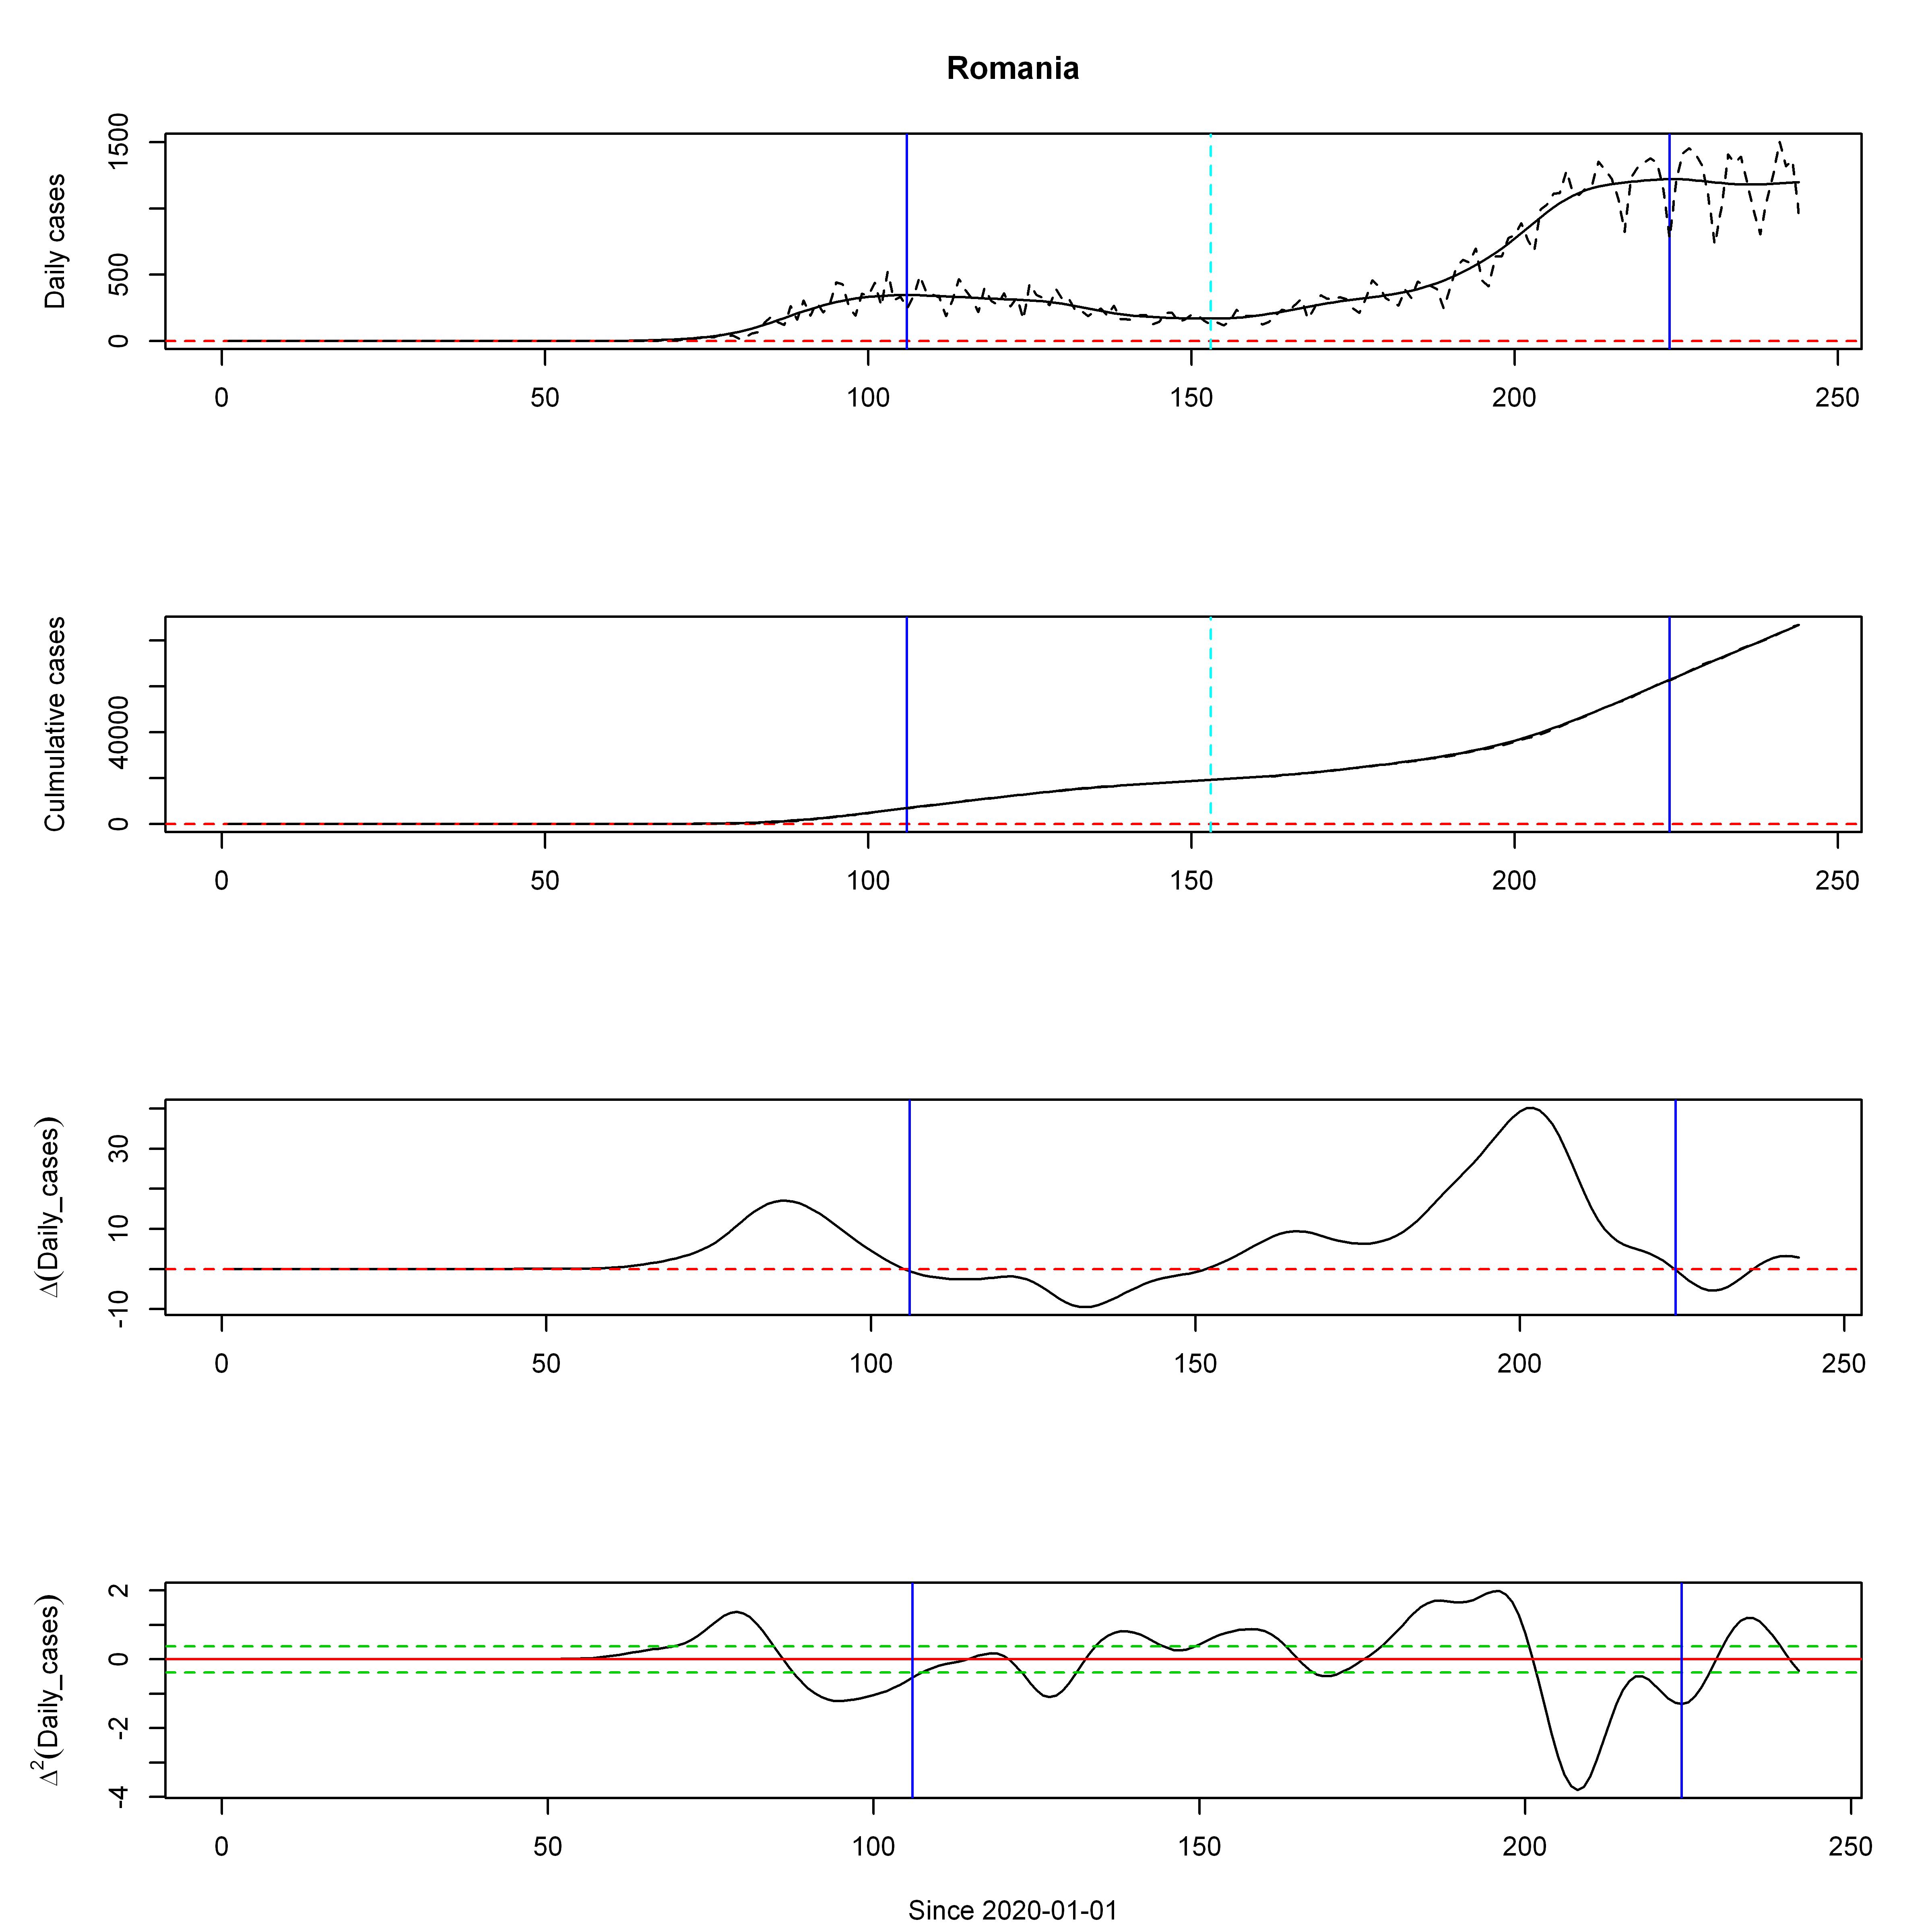 Romania
Daily cases
1500
500
0
0 50 100 150 200 250
Culmulative cases
40000
0
0 50 100 150 200 250
Δ(Daily_cases)
30
10
-10
0 50 100 150 200 250
Δ²(Daily_cases)
2
0
-2
-4
0 50 100 150 200 250
Since 2020-01-01